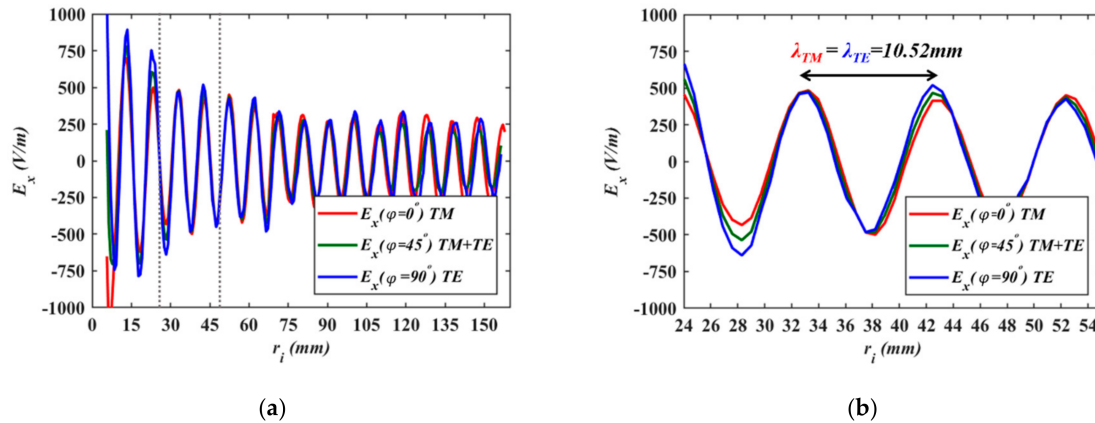 1000
750
500
250
0
-250
-500
-750
-1000
E_x (V/m)
E_x(φ=0°) TM
E_x(φ=45°) TM+TE
E_x(φ=90°) TE
0 15 30 45 60 75 90 105 120 135 150
r_i (mm)
(a)
1000
750
500
250
0
-250
-500
-750
-1000
E_x (V/m)
λ_TM = λ_TE=10.52mm
E_x(φ=0°) TM
E_x(φ=45°) TM+TE
E_x(φ=90°) TE
24 26 28 30 32 34 36 38 40 42 44 46 48 50 52 54
r_i (mm)
(b)